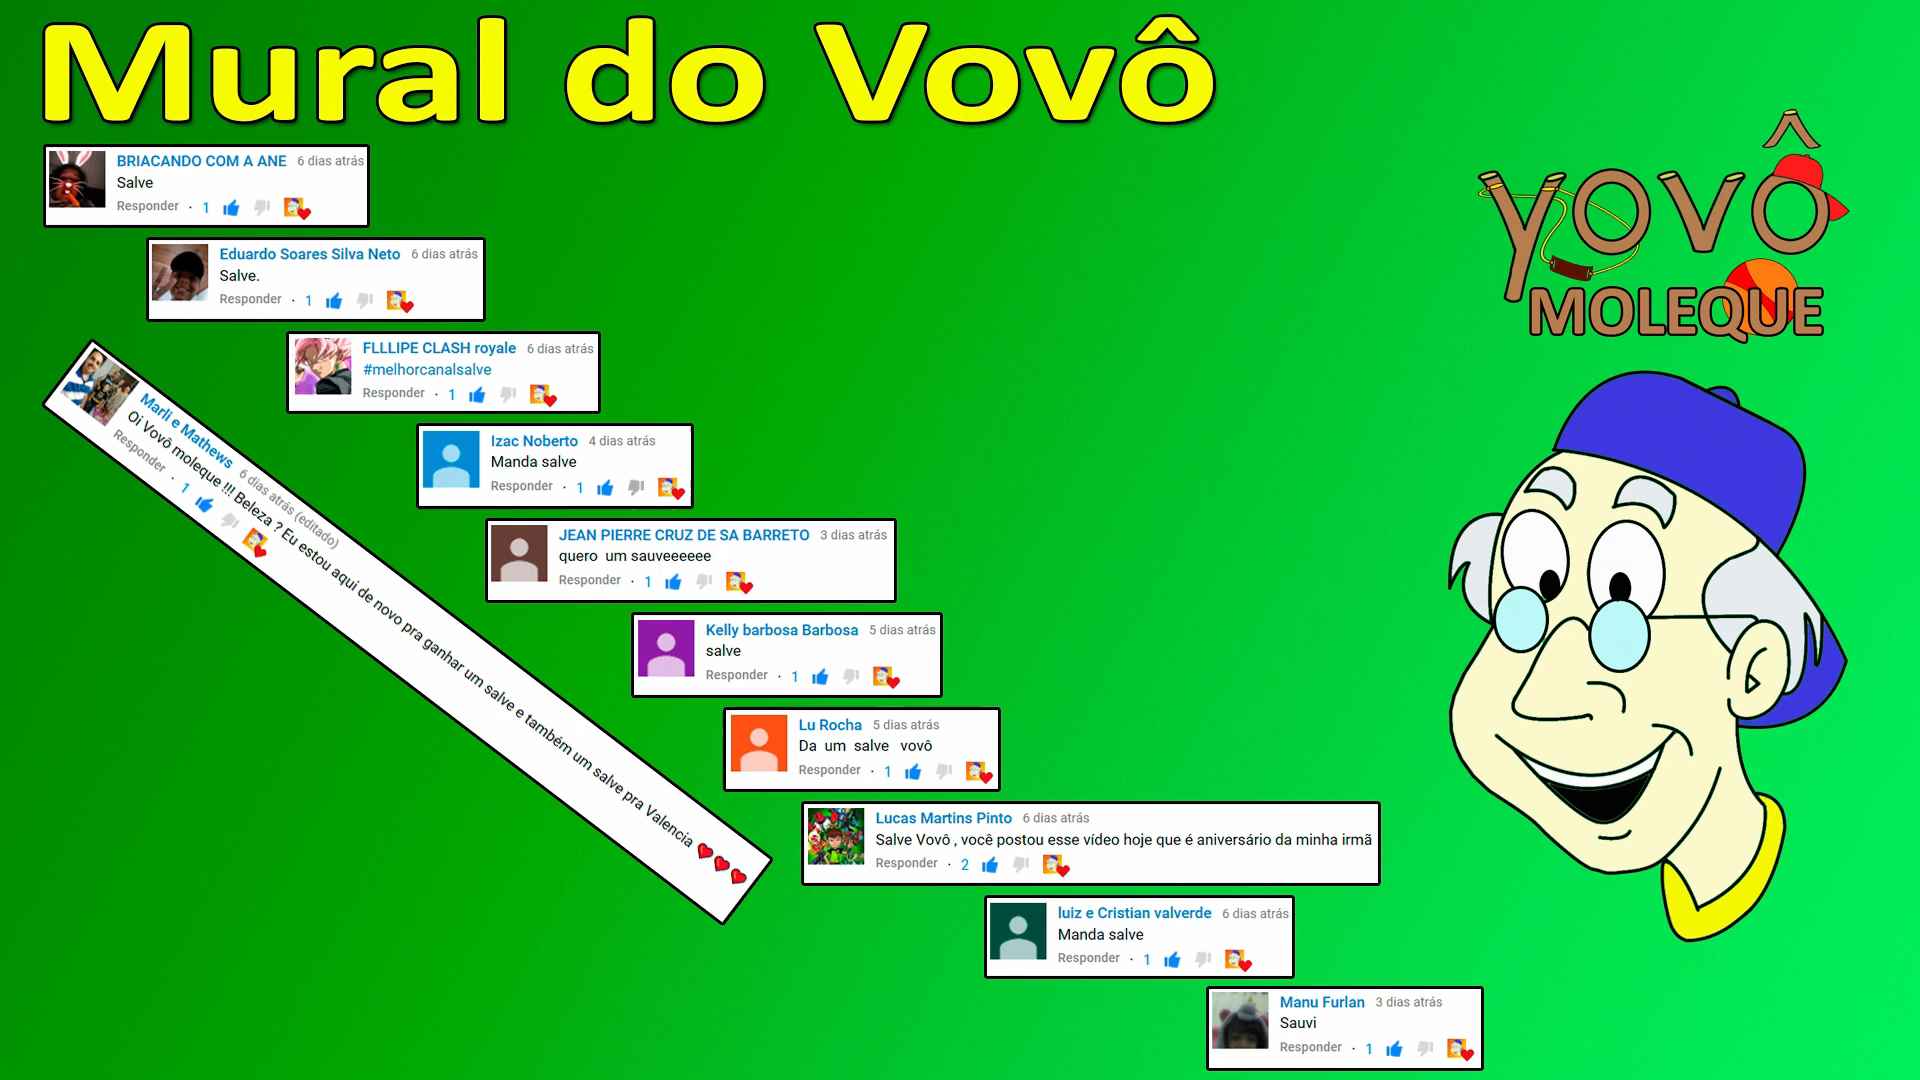 Mural do Vovô
VOVÔ
MOLEQUE
BRIACANDO COM A ANE 6 dias atrás
Salve
Responder · 1
Eduardo Soares Silva Neto 6 dias atrás
Salve.
Responder · 1
FLLLIPE CLASH royale 6 dias atrás
#melhorcanalsalve
Responder · 1
Marli e Mathews 6 dias atrás (editado)
Oi Vovô moleque !!! Beleza ? Eu estou aqui de novo pra ganhar um salve e também um salve pra Valencia ❤❤❤
Responder · 1
Izac Noberto 4 dias atrás
Manda salve
Responder · 1
JEAN PIERRE CRUZ DE SA BARRETO 3 dias atrás
quero um sauveeeeee
Responder · 1
Kelly barbosa Barbosa 5 dias atrás
salve
Responder · 1
Lu Rocha 5 dias atrás
Da um salve vovô
Responder · 1
Lucas Martins Pinto 6 dias atrás
Salve Vovô , você postou esse vídeo hoje que é aniversário da minha irmã
Responder · 2
luiz e Cristian valverde 6 dias atrás
Manda salve
Responder · 1
Manu Furlan 3 dias atrás
Sauvi
Responder · 1